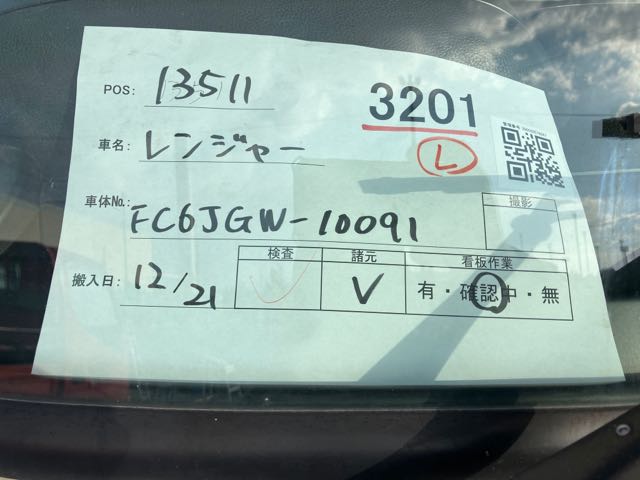 POS: 13511
3201
L
車名: レンジャー
車体No.: FC6JGW-10091
撮影
搬入日: 12/21
検査 諸元 看板作業
✓ V 有・確認中・無